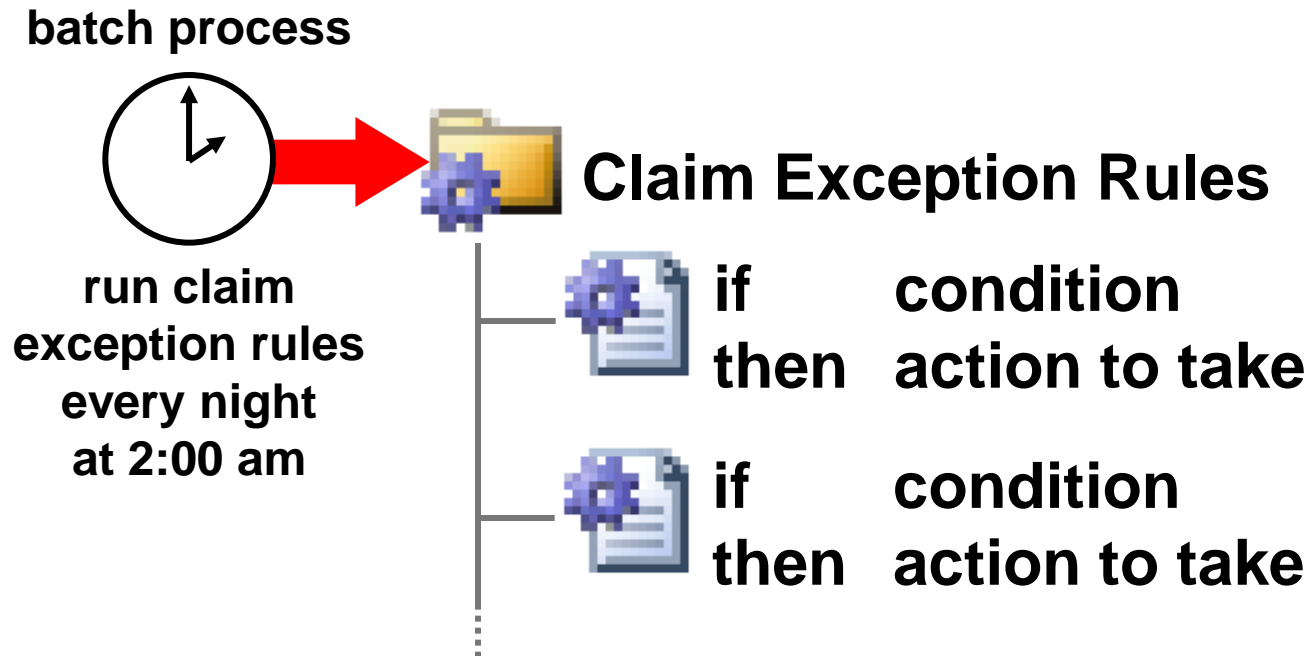 batch process
run claim
exception rules
every night
at 2:00 am
Claim Exception Rules
if condition
then action to take
if condition
then action to take